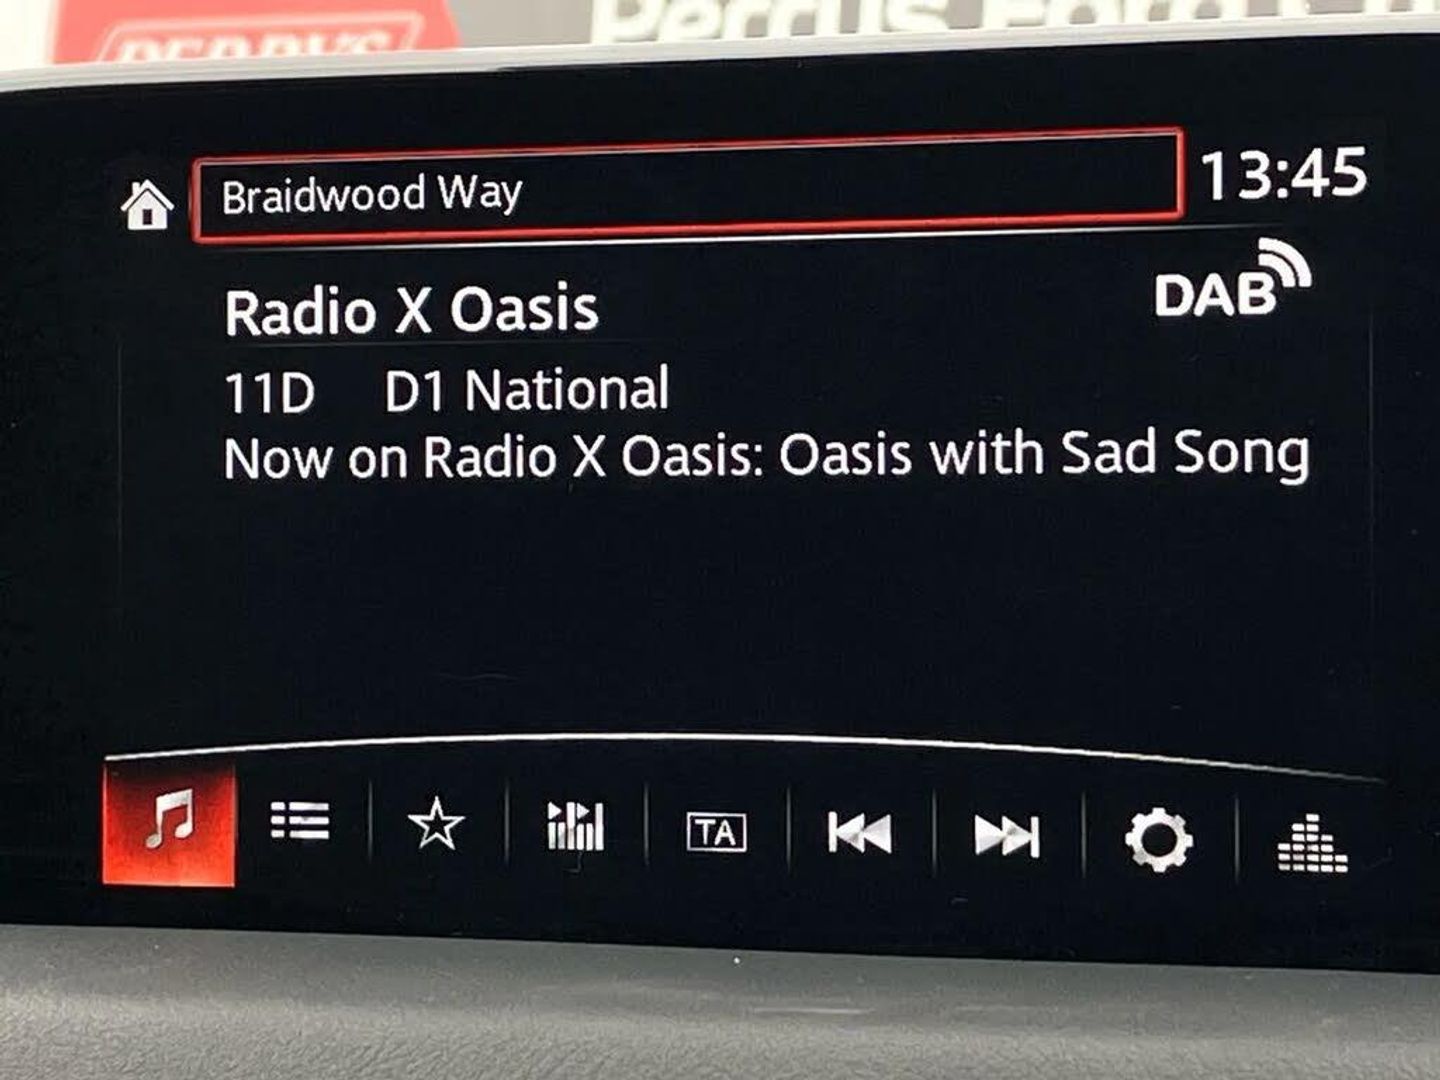 PERRY'S
Braidwood Way
13:45
Radio X Oasis
DAB
11D D1 National
Now on Radio X Oasis: Oasis with Sad Song
TA